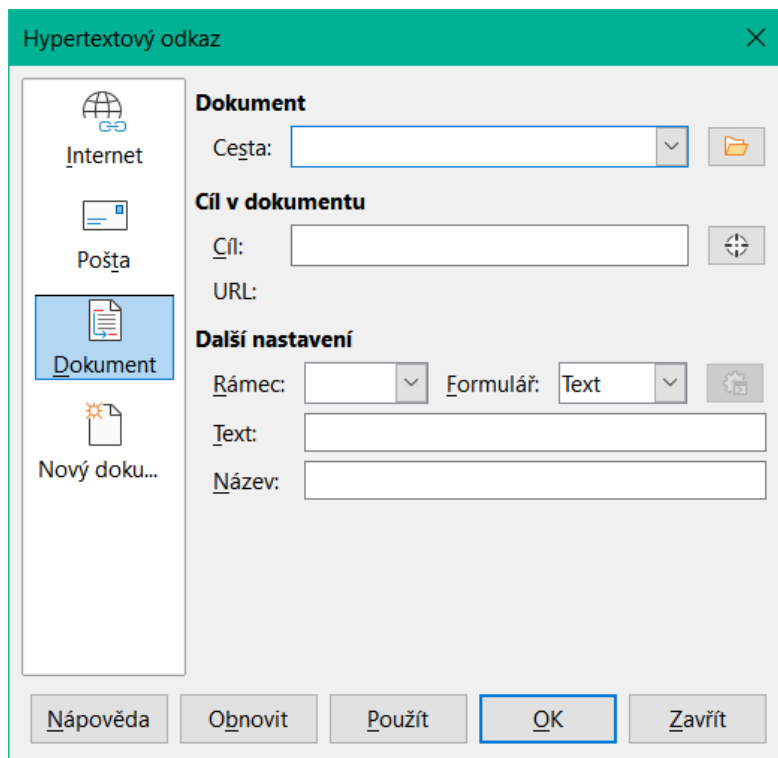 Hypertextový odkaz
Internet
Pošta
Dokument
Nový doku...
Dokument
Cesta:
Cíl v dokumentu
Cíl:
URL:
Další nastavení
Rámec: Formulář: Text
Text:
Název:
Nápověda Obnovit Použít OK Zavřít